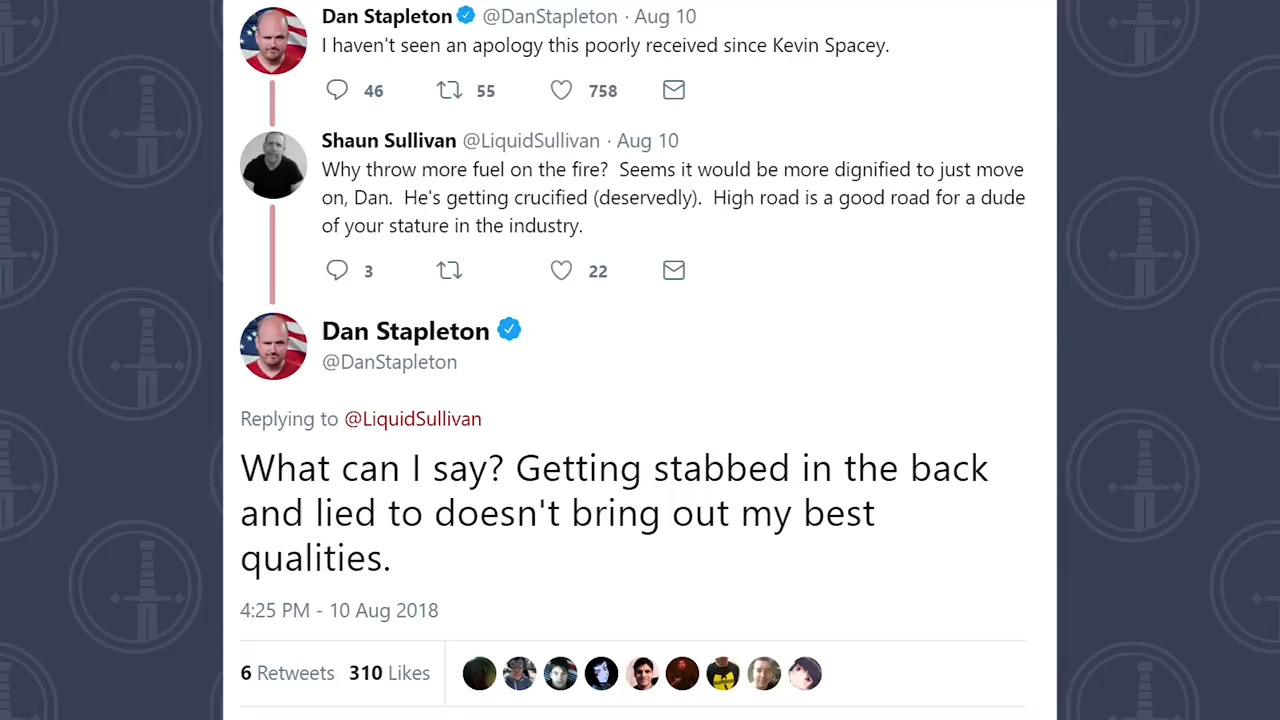 Dan Stapleton @DanStapleton · Aug 10
I haven't seen an apology this poorly received since Kevin Spacey.
46 55 758
Shaun Sullivan @LiquidSullivan · Aug 10
Why throw more fuel on the fire?  Seems it would be more dignified to just move
on, Dan.  He's getting crucified (deservedly).  High road is a good road for a dude
of your stature in the industry.
3 22
Dan Stapleton
@DanStapleton
Replying to @LiquidSullivan
What can I say? Getting stabbed in the back
and lied to doesn't bring out my best
qualities.
4:25 PM - 10 Aug 2018
6 Retweets 310 Likes